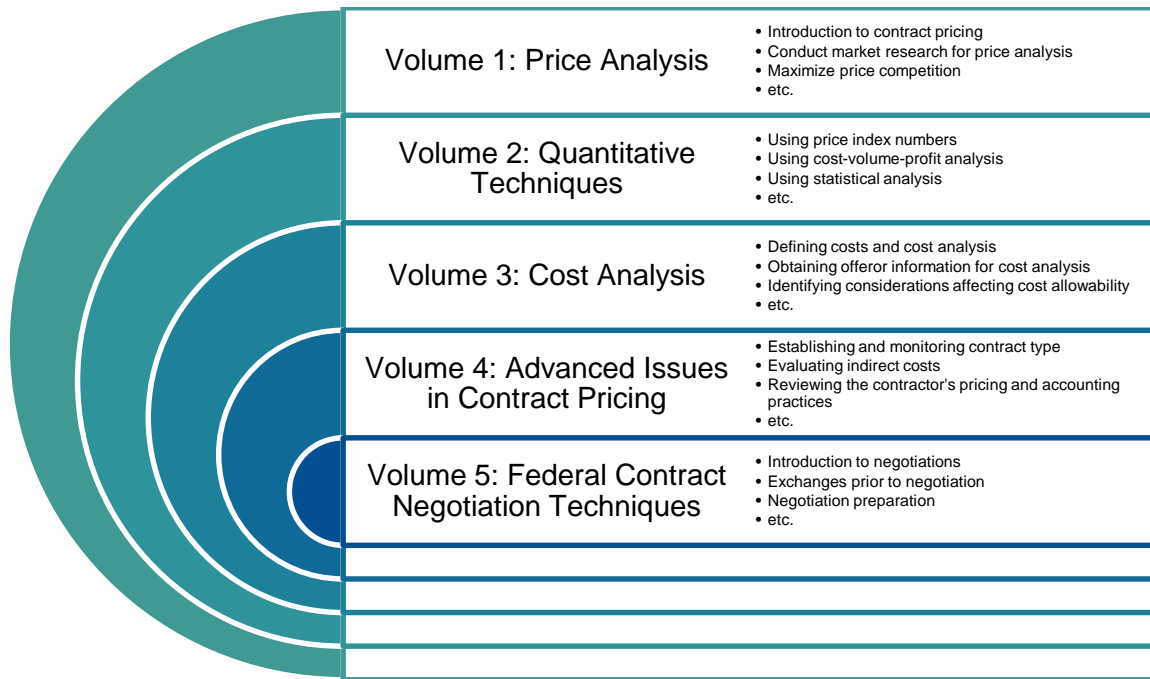 Volume 1: Price Analysis
• Introduction to contract pricing
• Conduct market research for price analysis
• Maximize price competition
• etc.
Volume 2: Quantitative
Techniques
• Using price index numbers
• Using cost-volume-profit analysis
• Using statistical analysis
• etc.
Volume 3: Cost Analysis
• Defining costs and cost analysis
• Obtaining offeror information for cost analysis
• Identifying considerations affecting cost allowability
• etc.
Volume 4: Advanced Issues
in Contract Pricing
• Establishing and monitoring contract type
• Evaluating indirect costs
• Reviewing the contractor's pricing and accounting
practices
• etc.
Volume 5: Federal Contract
Negotiation Techniques
• Introduction to negotiations
• Exchanges prior to negotiation
• Negotiation preparation
• etc.